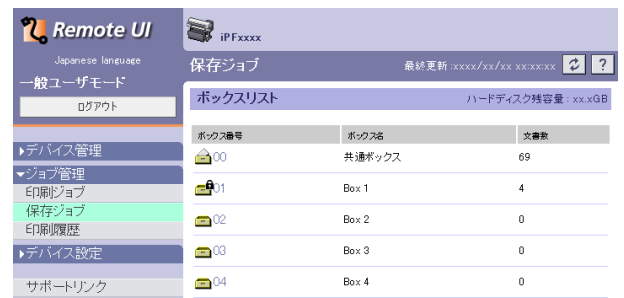 Remote UI
iPFxxxx
Japanese language
一般ユーザモード
ログアウト
保存ジョブ
最終更新:xxxx/xx/xx xx:xx:xx
?
ボックスリスト
ハードディスク残容量 : xx.xGB
ボックス番号 ボックス名 文書数
00 共通ボックス 69
01 Box 1 4
02 Box 2 0
03 Box 3 0
04 Box 4 0
デバイス管理
ジョブ管理
印刷ジョブ
保存ジョブ
印刷履歴
デバイス設定
サポートリンク